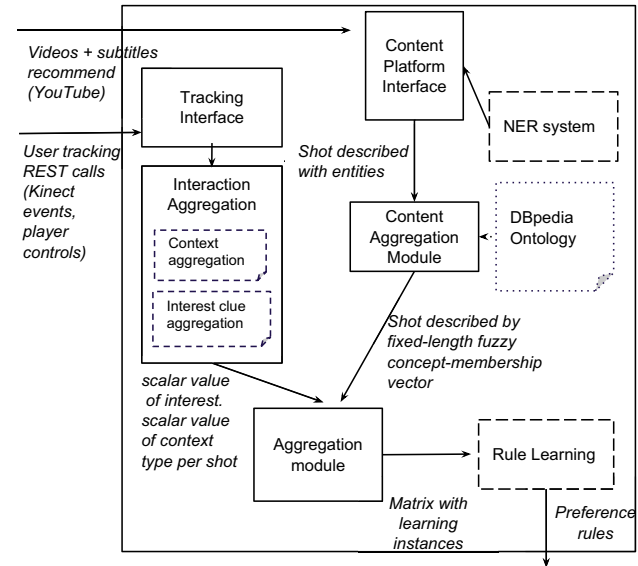 Videos + subtitles
recommend
(YouTube)
Content
Platform
Interface
Tracking
Interface
NER system
User tracking
REST calls
(Kinect
events,
player
controls)
Shot described
with entities
Interaction
Aggregation
Context
aggregation
Interest clue
aggregation
Content
Aggregation
Module
DBpedia
Ontology
Shot described by
fixed-length fuzzy
concept-membership
vector
scalar value
of interest.
scalar value
of context
type per shot
Aggregation
module
Rule Learning
Matrix with
learning
instances
Preference
rules